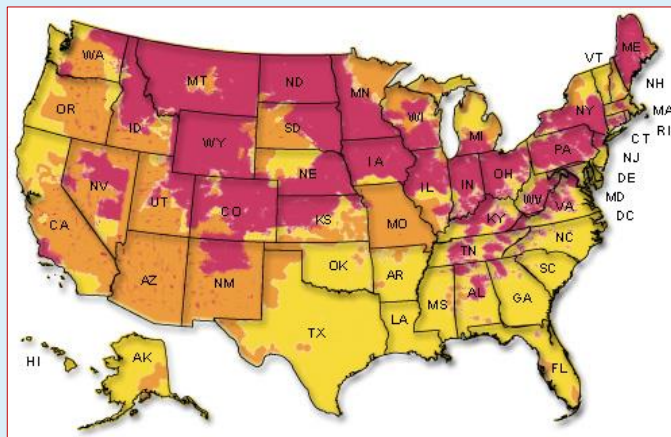 WA
MT
ND
MN
VT
ME
NH
MA
RI
CT
NJ
DE
MD
DC
OR
ID
WY
SD
WI
MI
NY
NV
UT
CO
NE
IA
IL
IN
OH
PA
WV
VA
CA
KS
MO
KY
NC
TN
AZ
NM
OK
AR
SC
MS
AL
GA
TX
LA
FL
HI
AK